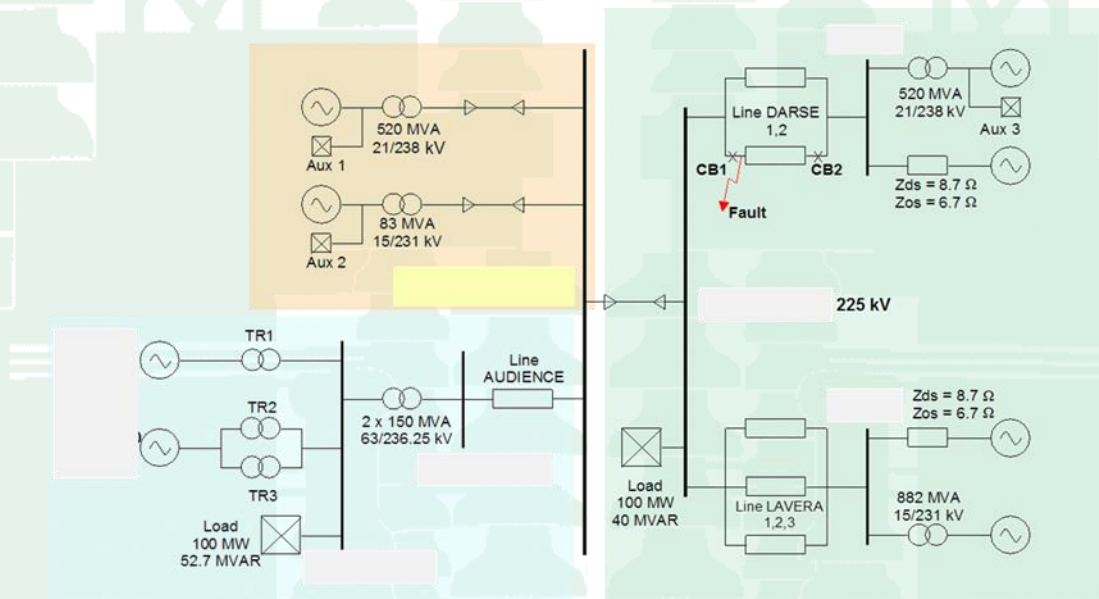 520 MVA
21/238 kV
Aux 1
83 MVA
15/231 kV
Aux 2
TR1
TR2
TR3
Load
100 MW
52.7 MVAR
2 x 150 MVA
63/236.25 kV
Line
AUDIENCE
Line DARSE
1,2
CB1
CB2
Fault
520 MVA
21/238 kV
Aux 3
Zds = 8.7 Ω
Zos = 6.7 Ω
225 kV
Load
100 MW
40 MVAR
Line LAVERA
1,2,3
Zds = 8.7 Ω
Zos = 6.7 Ω
882 MVA
15/231 kV